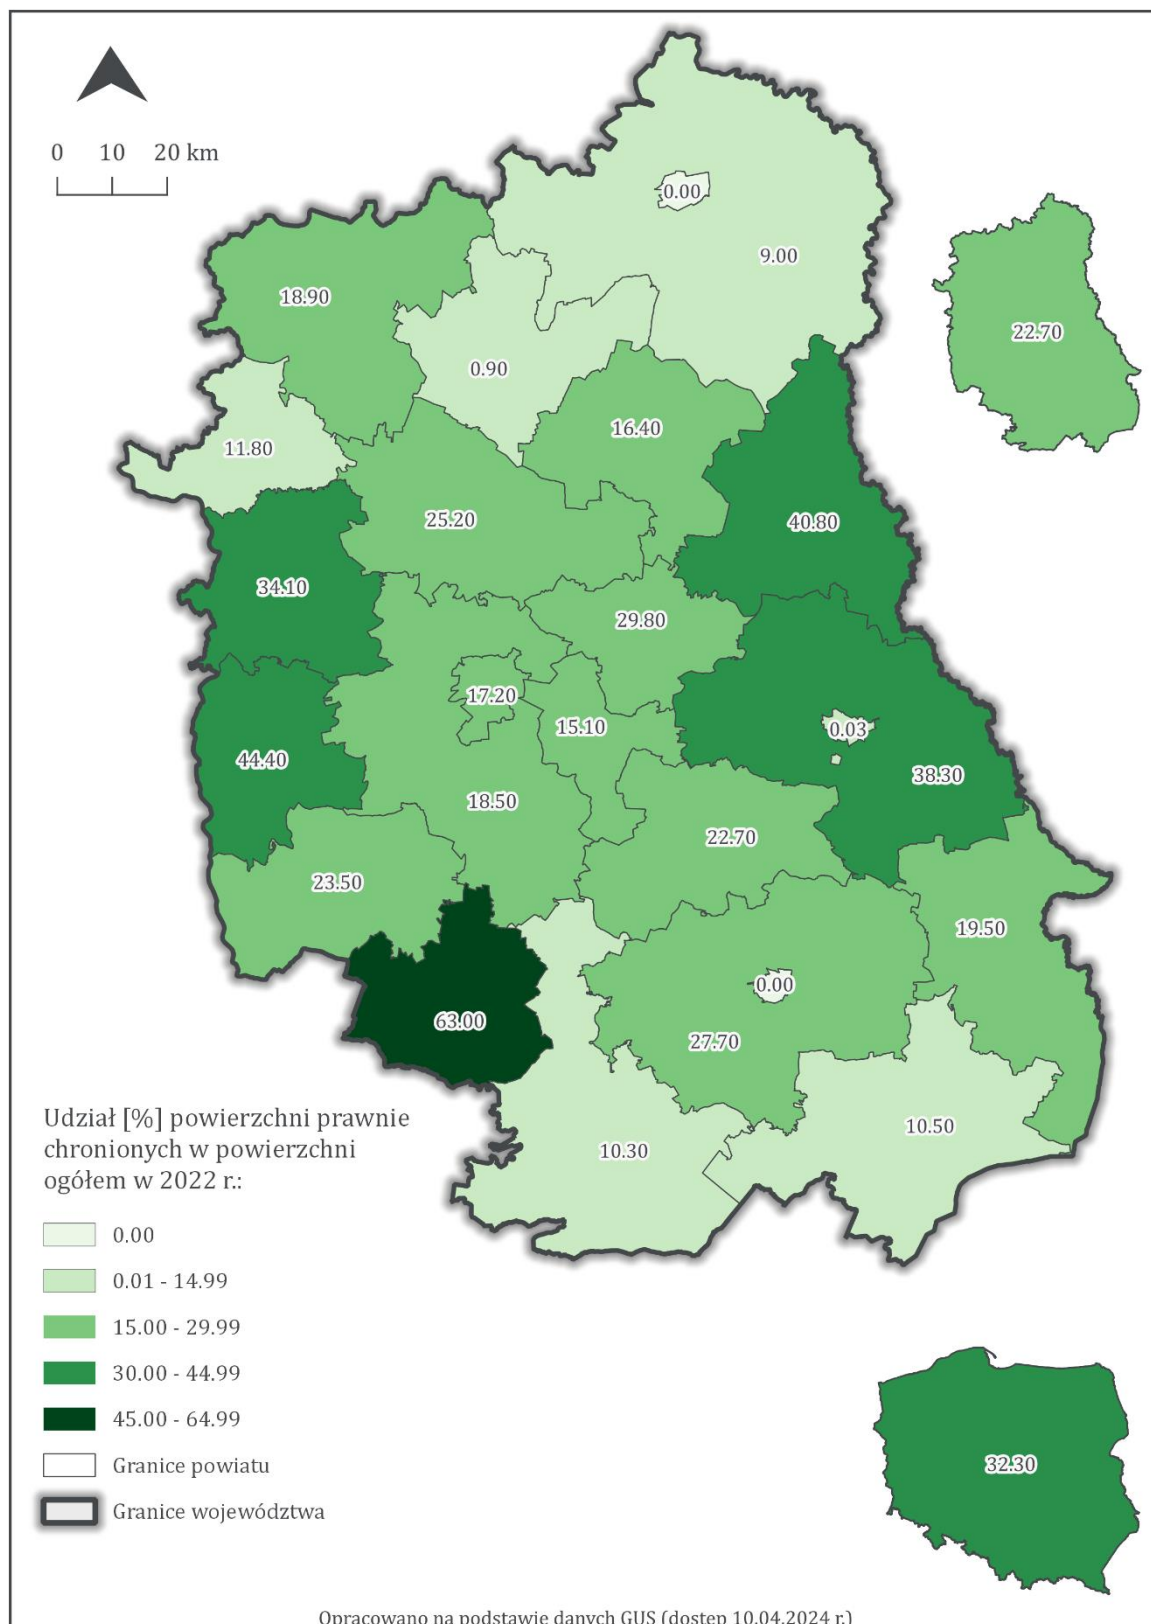 0 10 20 km
0.00
9.00
18.90
22.70
0.90
16.40
11.80
25.20
40.80
34.10
29.80
17.20
15.10
0.03
44.40
38.30
18.50
22.70
23.50
19.50
0.00
63.00
27.70
Udział [%] powierzchni prawnie
chronionych w powierzchni
ogółem w 2022 r.:
10.50
10.30
0.00
0.01 - 14.99
15.00 - 29.99
30.00 - 44.99
45.00 - 64.99
Granice powiatu
Granice województwa
32.30
Opracowano na podstawie danych GUS (dostęp 10.04.2024 r.)